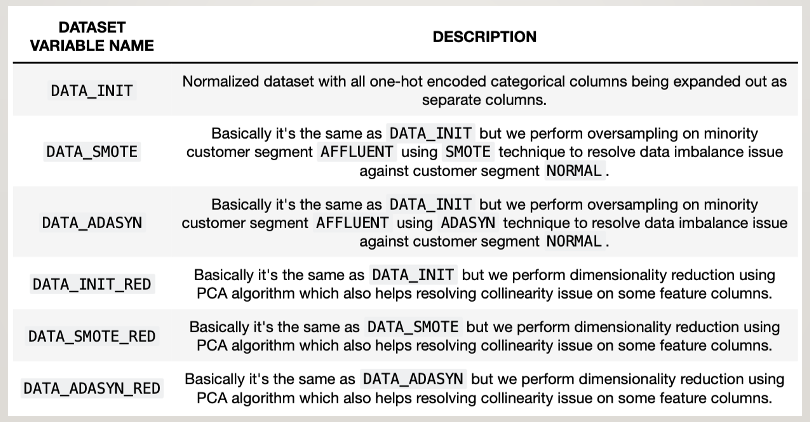 DATASET
VARIABLE NAME
DESCRIPTION
DATA_INIT
Normalized dataset with all one-hot encoded categorical columns being expanded out as
separate columns.
DATA_SMOTE
Basically it's the same as DATA_INIT but we perform oversampling on minority
customer segment AFFLUENT using SMOTE technique to resolve data imbalance issue
against customer segment NORMAL.
DATA_ADASYN
Basically it's the same as DATA_INIT but we perform oversampling on minority
customer segment AFFLUENT using ADASYN technique to resolve data imbalance issue
against customer segment NORMAL.
DATA_INIT_RED
Basically it's the same as DATA_INIT but we perform dimensionality reduction using
PCA algorithm which also helps resolving collinearity issue on some feature columns.
DATA_SMOTE_RED
Basically it's the same as DATA_SMOTE but we perform dimensionality reduction using
PCA algorithm which also helps resolving collinearity issue on some feature columns.
DATA_ADASYN_RED
Basically it's the same as DATA_ADASYN but we perform dimensionality reduction using
PCA algorithm which also helps resolving collinearity issue on some feature columns.